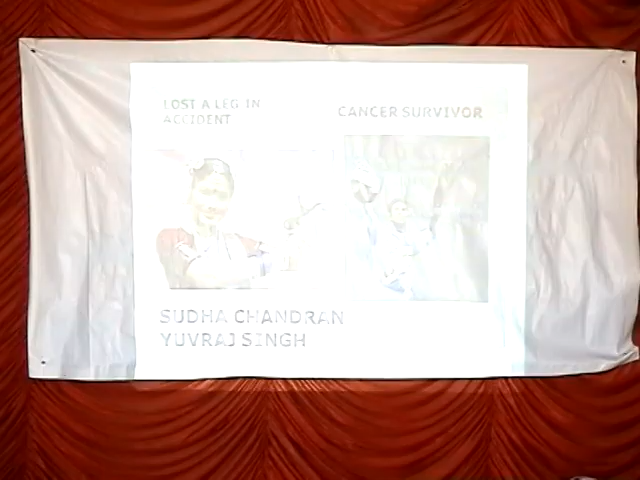 LOST A LEG IN
ACCIDENT
CANCER SURVIVOR
SUDHA CHANDRAN
YUVRAJ SINGH